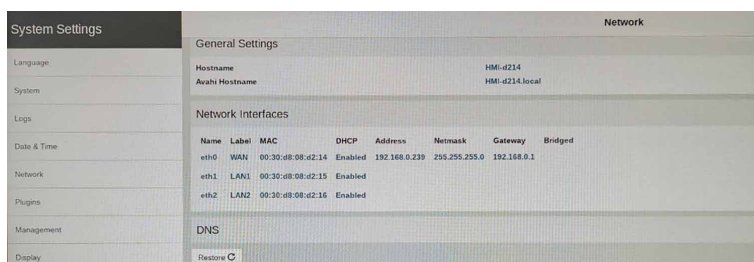 System Settings
Network
General Settings
Language
Hostname HMI-d214
Avahi Hostname HMI-d214.local
System
Logs
Network Interfaces
Date & Time
Name Label MAC DHCP Address Netmask Gateway Bridged
eth0 WAN 00:30:d8:08:d2:14 Enabled 192.168.0.239 255.255.255.0 192.168.0.1
Network
eth1 LAN1 00:30:d8:08:d2:15 Enabled
eth2 LAN2 00:30:d8:08:d2:16 Enabled
Plugins
Management
DNS
Display
Restore